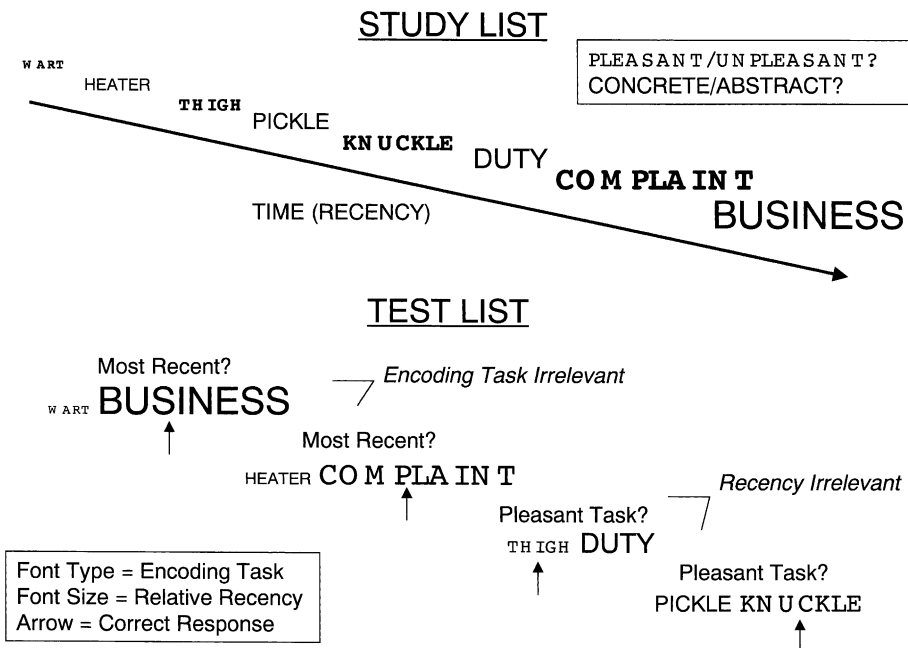 STUDY LIST
PLEASANT/UNPLEASANT?
CONCRETE/ABSTRACT?
WART
HEATER
THIGH
PICKLE
KNUCKLE
DUTY
COMPLAINT
BUSINESS
TIME (RECENCY)
TEST LIST
Most Recent?
WART BUSINESS
Encoding Task Irrelevant
Most Recent?
HEATER COMPLAINT
Recency Irrelevant
Pleasant Task?
THIGH DUTY
Pleasant Task?
PICKLE KNUCKLE
Font Type = Encoding Task
Font Size = Relative Recency
Arrow = Correct Response